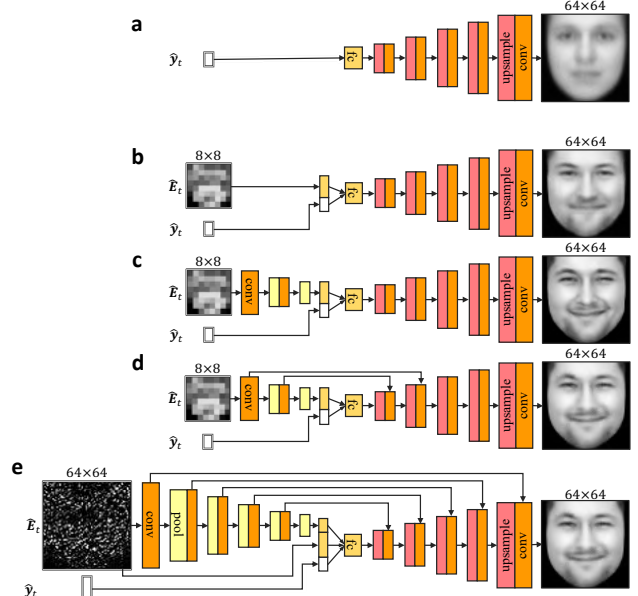 64×64
a
ŷₜ
fc
upsample
conv
64×64
b
8×8
Êₜ
ŷₜ
fc
upsample
conv
64×64
c
8×8
Êₜ
conv
ŷₜ
fc
upsample
conv
64×64
d
8×8
Êₜ
conv
ŷₜ
fc
upsample
conv
64×64
e
64×64
Êₜ
conv
pool
ŷₜ
fc
upsample
conv